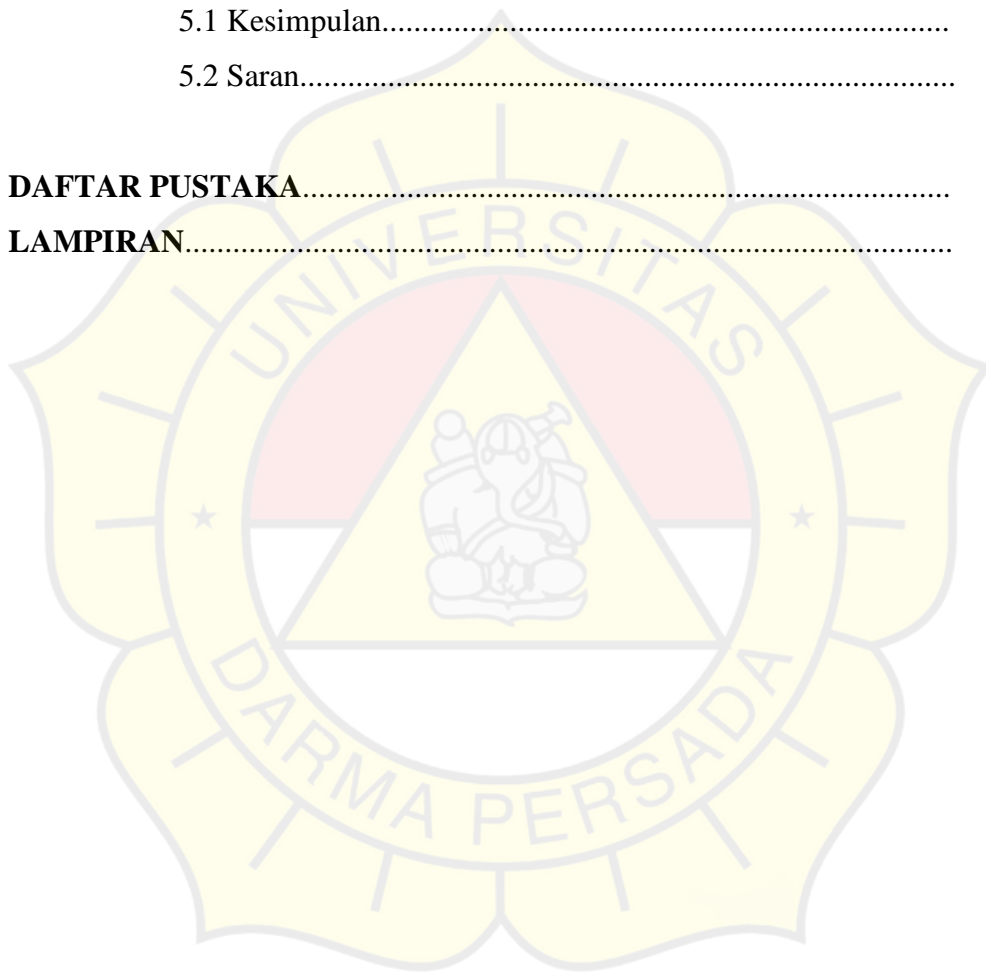 5.1 Kesimpulan.......................................................................
5.2 Saran..................................................................................
DAFTAR PUSTAKA.................................................................................
LAMPIRAN............................................................................................
UNIVERSITAS
DARMA PERSADA